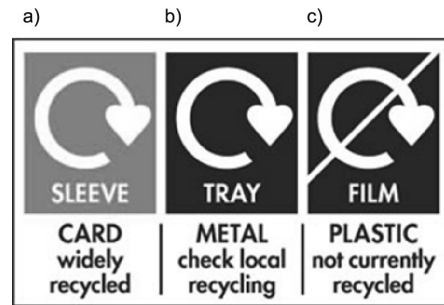 a) b) c)
SLEEVE TRAY FILM
CARD METAL PLASTIC
widely check local not currently
recycled recycling recycled